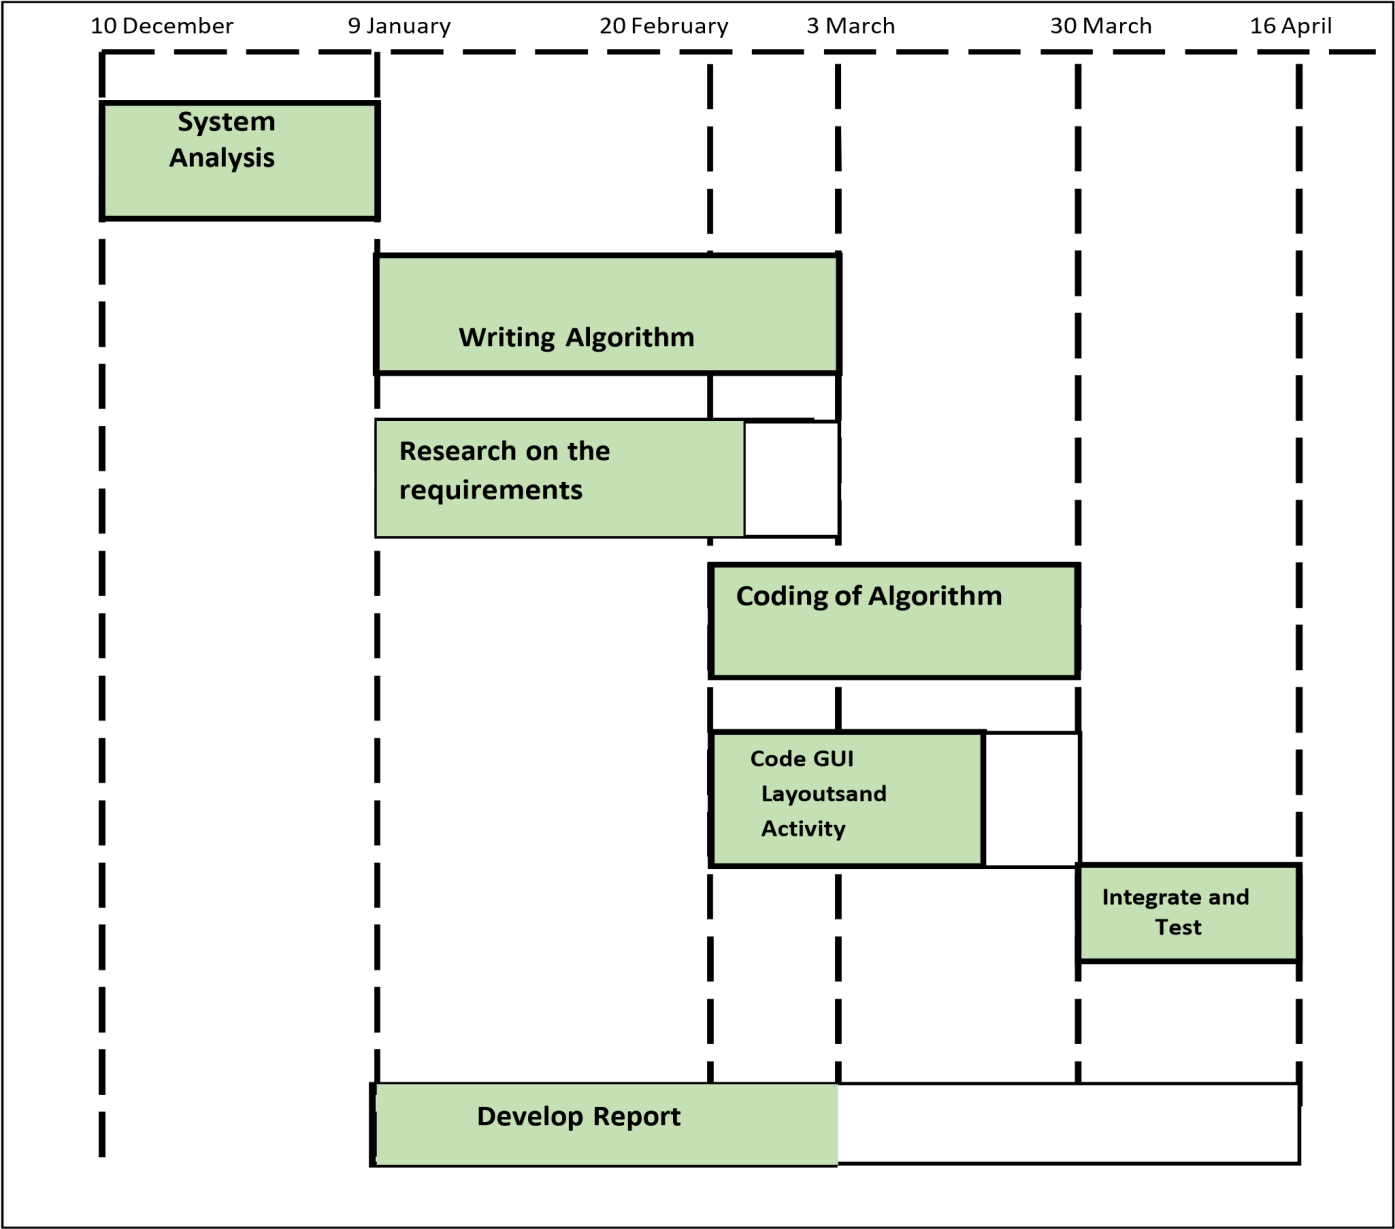 10 December 9 January 20 February 3 March 30 March 16 April
System
Analysis
Writing Algorithm
Research on the
requirements
Coding of Algorithm
Code GUI
Layoutsand
Activity
Integrate and
Test
Develop Report